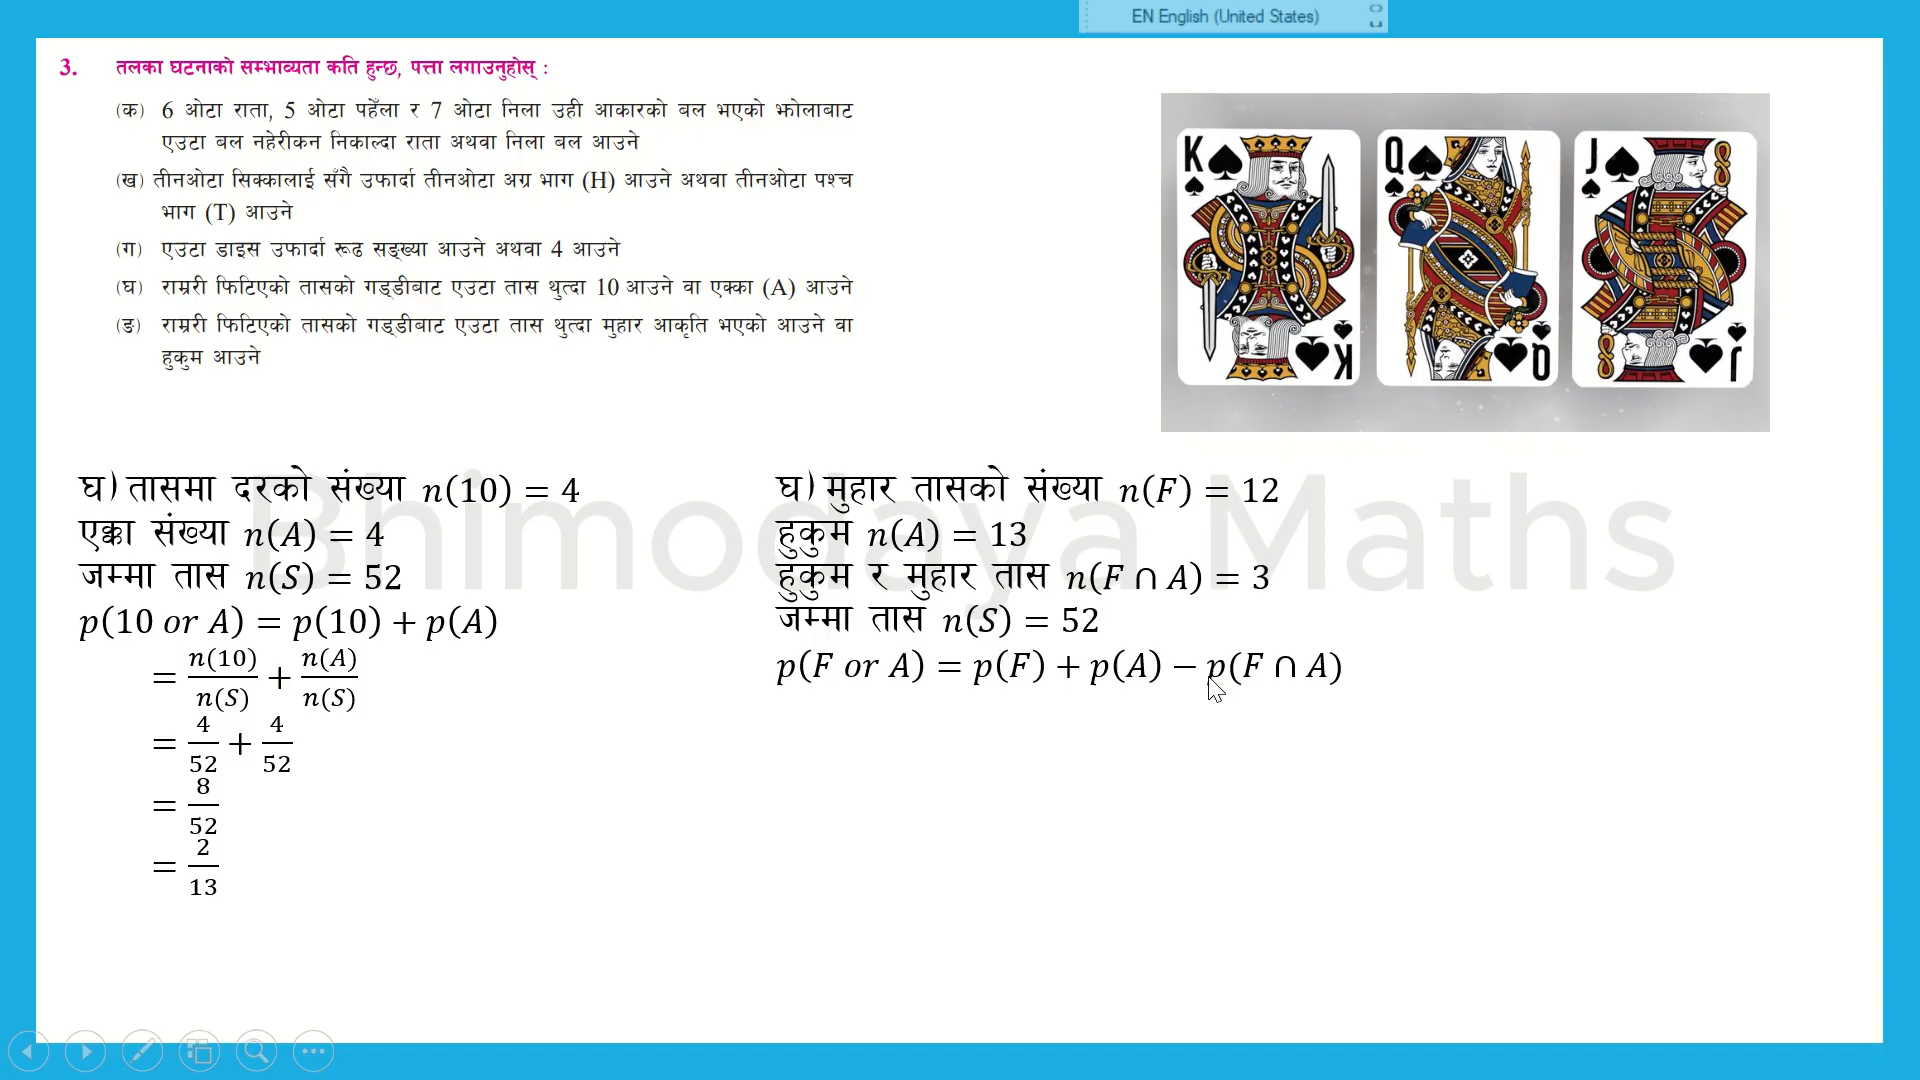 EN English (United States)
3. तलका घटनाको सम्भाव्यता कति हुन्छ, पत्ता लगाउनुहोस् :
(क) 6 ओटा राता, 5 ओटा पहेँला र 7 ओटा निला उही आकारको बल भएको झोलाबाट
एउटा बल नहेरीकन निकाल्दा राता अथवा निला बल आउने
(ख) तीनओटा सिक्कालाई सँगै उफार्दा तीनओटा अग्र भाग (H) आउने अथवा तीनओटा पश्च
भाग (T) आउने
(ग) एउटा डाइस उफार्दा रूढ सङ्ख्या आउने अथवा 4 आउने
(घ) राम्ररी फिटिएको तासको गड्डीबाट एउटा तास थुत्दा 10 आउने वा एक्का (A) आउने
(ङ) राम्ररी फिटिएको तासको गड्डीबाट एउटा तास थुत्दा मुहार आकृति भएको आउने वा
हुकुम आउने
K Q J
K Q J
Bhimodaya Maths
घ) तासमा दरको संख्या n(10) = 4
एक्का संख्या n(A) = 4
जम्मा तास n(S) = 52
p(10 or A) = p(10) + p(A)
= n(10)/n(S) + n(A)/n(S)
= 4/52 + 4/52
= 8/52
= 2/13
घ) मुहार तासको संख्या n(F) = 12
हुकुम n(A) = 13
हुकुम र मुहार तास n(F ∩ A) = 3
जम्मा तास n(S) = 52
p(F or A) = p(F) + p(A) − p(F ∩ A)